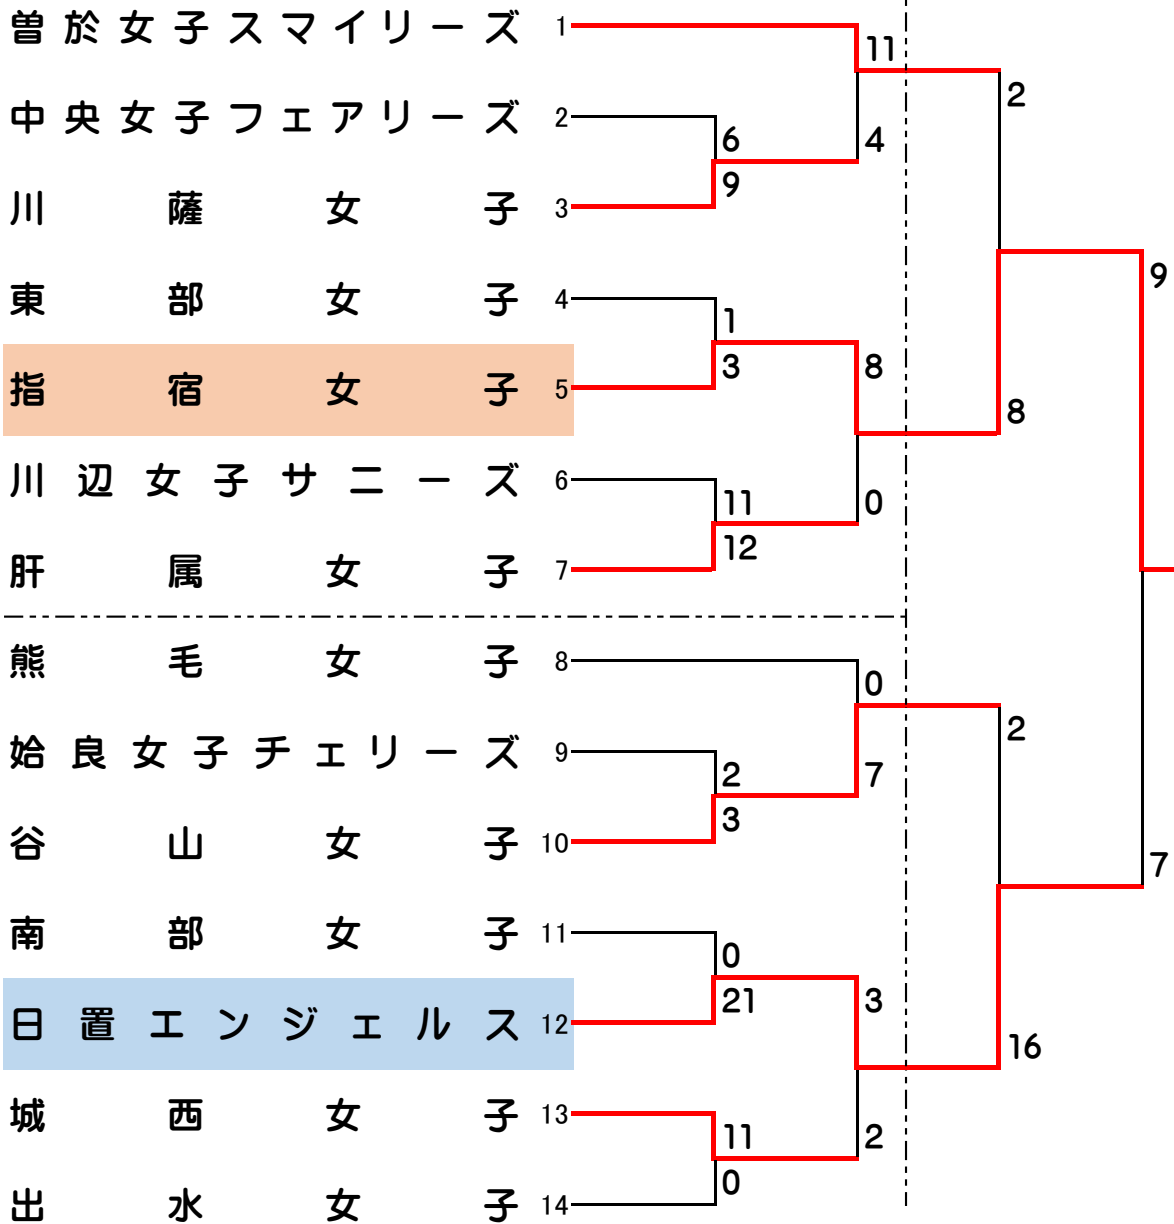 曽於女子スマイリーズ 1
11
2
中央女子フェアリーズ 2
6
4
9
川薩女子 3
9
東部女子 4
1
3
8
指宿女子 5
8
川辺女子サニーズ 6
11
0
12
肝属女子 7
熊毛女子 8
0
2
姶良女子チェリーズ 9
2
7
3
谷山女子 10
7
南部女子 11
0
21
3
日置エンジェルス 12
16
城西女子 13
11
2
0
出水女子 14